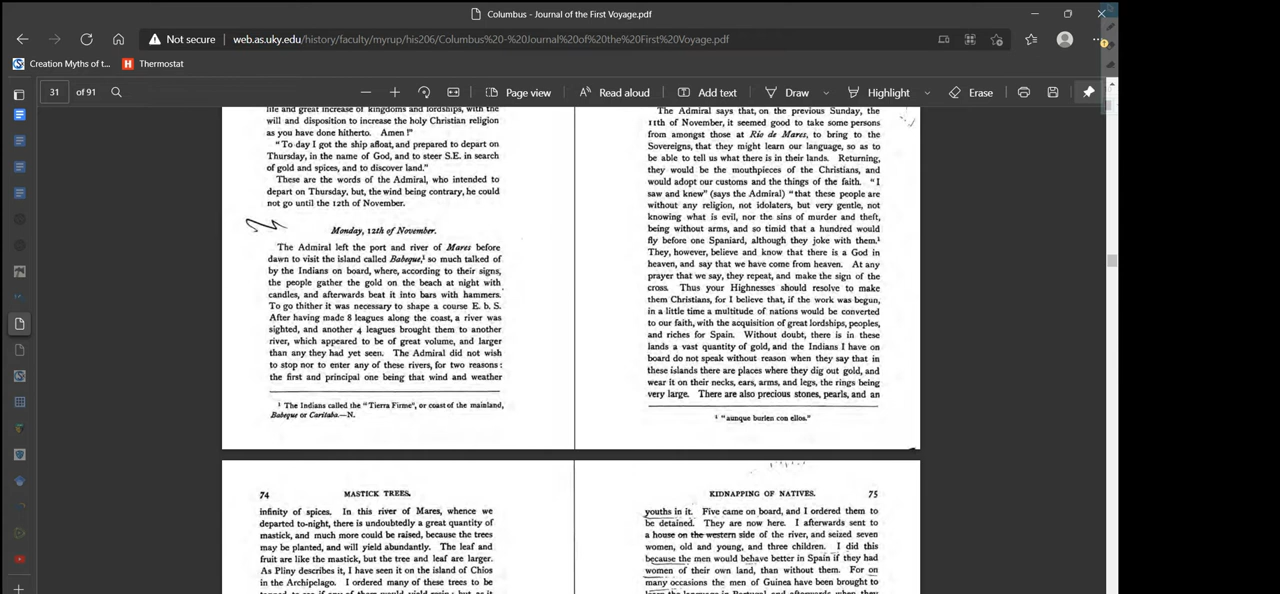 Columbus - Journal of the First Voyage.pdf
Not secure
web.as.uky.edu/history/faculty/myrup/his206/Columbus%20-%20Journal%20of%20the%20First%20Voyage.pdf
Creation Myths of t...
Thermostat
31 of 91
Page view
Read aloud
Add text
Draw
Highlight
Erase
life and great increase of kingdoms and lordships, with the
will and disposition to increase the holy Christian religion
as you have done hitherto. Amen !"
"To day I got the ship afloat, and prepared to depart on
Thursday, in the name of God, and to steer S.E. in search
of gold and spices, and to discover land."
These are the words of the Admiral, who intended to
depart on Thursday, but, the wind being contrary, he could
not go until the 12th of November.
Monday, 12th of November.
The Admiral left the port and river of Mares before
dawn to visit the island called Babeque,¹ so much talked of
by the Indians on board, where, according to their signs,
the people gather the gold on the beach at night with
candles, and afterwards beat it into bars with hammers.
To go thither it was necessary to shape a course E. b. S.
After having made 8 leagues along the coast, a river was
sighted, and another 4 leagues brought them to another
river, which appeared to be of great volume, and larger
than any they had yet seen. The Admiral did not wish
to stop nor to enter any of these rivers, for two reasons:
the first and principal one being that wind and weather
¹ The Indians called the "Tierra Firme", or coast of the mainland,
Babeque or Caritaba.—N.
The Admiral says that, on the previous Sunday, the
11th of November, it seemed good to take some persons
from amongst those at Rio de Mares, to bring to the
Sovereigns, that they might learn our language, so as to
be able to tell us what there is in their lands. Returning,
they would be the mouthpieces of the Christians, and
would adopt our customs and the things of the faith. "I
saw and knew" (says the Admiral) "that these people are
without any religion, not idolaters, but very gentle, not
knowing what is evil, nor the sins of murder and theft,
being without arms, and so timid that a hundred would
fly before one Spaniard, although they joke with them.¹
They, however, believe and know that there is a God in
heaven, and say that we have come from heaven. At any
prayer that we say, they repeat, and make the sign of the
cross. Thus your Highnesses should resolve to make
them Christians, for I believe that, if the work was begun,
in a little time a multitude of nations would be converted
to our faith, with the acquisition of great lordships, peoples,
and riches for Spain. Without doubt, there is in these
lands a vast quantity of gold, and the Indians I have on
board do not speak without reason when they say that in
these islands there are places where they dig out gold, and
wear it on their necks, ears, arms, and legs, the rings being
very large. There are also precious stones, pearls, and an
¹ "aunque burlen con ellos."
74 MASTICK TREES.
infinity of spices. In this river of Mares, whence we
departed to-night, there is undoubtedly a great quantity of
mastick, and much more could be raised, because the trees
may be planted, and will yield abundantly. The leaf and
fruit are like the mastick, but the tree and leaf are larger.
As Pliny describes it, I have seen it on the island of Chios
in the Archipelago. I ordered many of these trees to be
KIDNAPPING OF NATIVES. 75
youths in it. Five came on board, and I ordered them to
be detained. They are now here. I afterwards sent to
a house on the western side of the river, and seized seven
women, old and young, and three children. I did this
because the men would behave better in Spain if they had
women of their own land, than without them. For on
many occasions the men of Guinea have been brought to